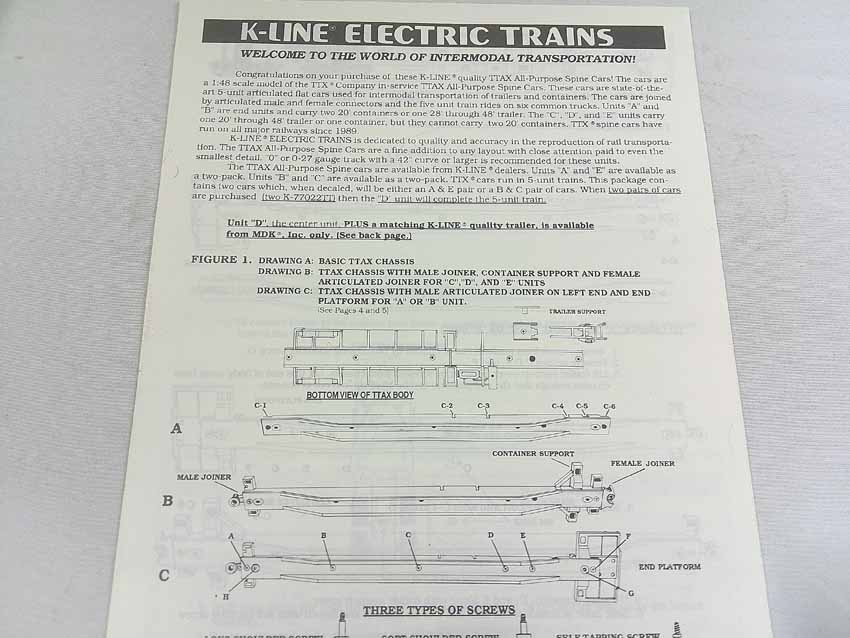 K-LINE® ELECTRIC TRAINS
WELCOME TO THE WORLD OF INTERMODAL TRANSPORTATION!
Congratulations on your purchase of these K-LINE® quality TTAX All-Purpose Spine Cars! The cars are
a 1:48 scale model of the TTX® Company in-service TTAX All-Purpose Spine Cars. These cars are state-of-the-
art 5-unit articulated flat cars used for intermodal transportation of trailers and containers. The cars are joined
by articulated male and female connectors and the five unit train rides on six common trucks. Units "A" and
"B" are end units and carry two 20' containers or one 28' through 48' trailer. The "C", "D", and "E" units carry
one 20' through 48' trailer or one container, but they cannot carry two 20' containers. TTX® spine cars have
run on all major railways since 1989.
K-LINE® ELECTRIC TRAINS is dedicated to quality and accuracy in the reproduction of rail transporta-
tion. The TTAX All-Purpose Spine Cars are a fine addition to any layout with close attention paid to even the
smallest detail. "0" or 0-27 gauge track with a 42" curve or larger is recommended for these units.
The TTAX All-Purpose Spine cars are available from K-LINE® dealers. Units "A" and "E" are available as
a two-pack. Units "B" and "C" are available as a two-pack. TTX® cars run in 5-unit trains. This package con-
tains two cars which, when decaled, will be either an A & E pair or a B & C pair of cars. When two pairs of cars
are purchased (two K-77022TT) then the "D" unit will complete the 5-unit train.
Unit "D", the center unit, PLUS a matching K-LINE® quality trailer, is available
from MDK®, Inc. only. (See back page.)
FIGURE 1. DRAWING A: BASIC TTAX CHASSIS
DRAWING B: TTAX CHASSIS WITH MALE JOINER, CONTAINER SUPPORT AND FEMALE
ARTICULATED JOINER FOR "C", "D", AND "E" UNITS
DRAWING C: TTAX CHASSIS WITH MALE ARTICULATED JOINER ON LEFT END AND END
PLATFORM FOR "A" OR "B" UNIT.
(See Pages 4 and 5)
TRAILER SUPPORT
BOTTOM VIEW OF TTAX BODY
C-1 C-2 C-3 C-4 C-5 C-6
A
CONTAINER SUPPORT
MALE JOINER FEMALE JOINER
B
A B C D E F
END PLATFORM
C
H G
THREE TYPES OF SCREWS
LONG SHOULDER SCREW SORT SHOULDER SCREW SELF TAPPING SCREW